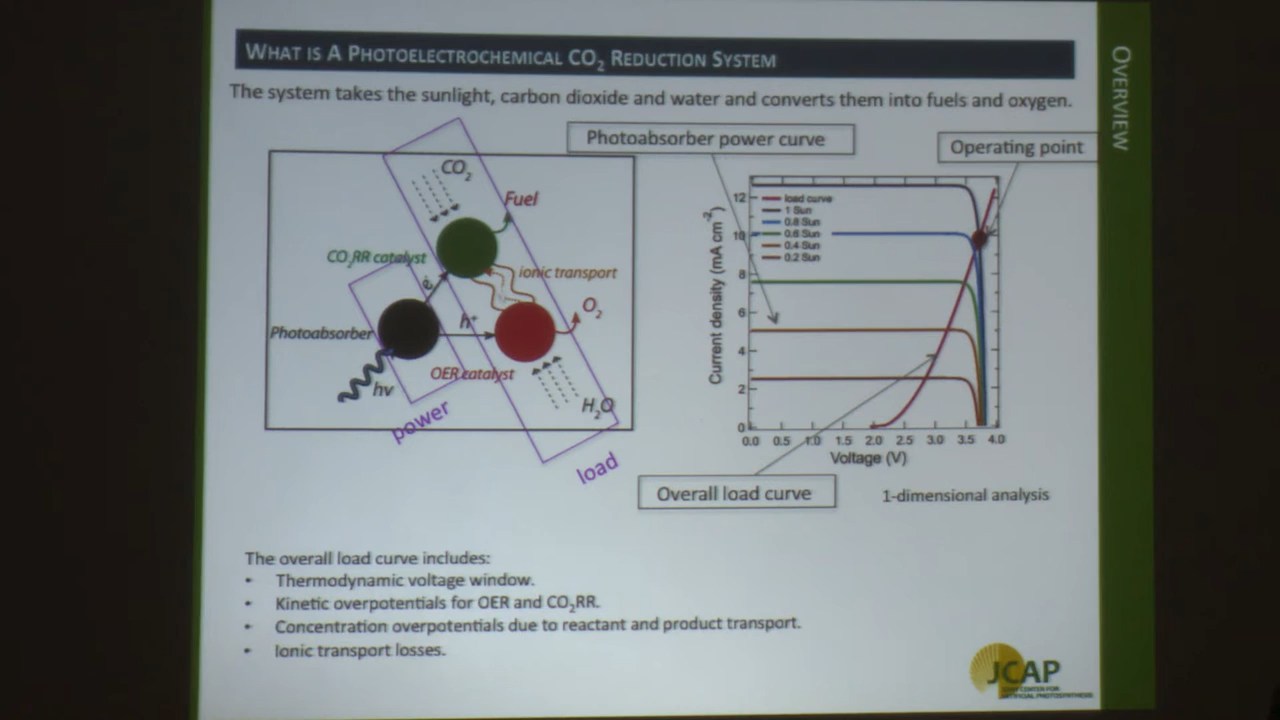 WHAT IS A PHOTOELECTROCHEMICAL CO₂ REDUCTION SYSTEM
OVERVIEW
The system takes the sunlight, carbon dioxide and water and converts them into fuels and oxygen.
Photoabsorber power curve
Operating point
CO₂
Fuel
CO₂RR catalyst
ionic transport
e⁻
O₂
Photoabsorber
h⁺
OER catalyst
hv
H₂O
power
load
load curve
1 Sun
0.8 Sun
0.6 Sun
0.4 Sun
0.2 Sun
12
10
8
6
4
2
0
Current density (mA cm⁻²)
0.0 0.5 1.0 1.5 2.0 2.5 3.0 3.5 4.0
Voltage (V)
Overall load curve
1-dimensional analysis
The overall load curve includes:
• Thermodynamic voltage window.
• Kinetic overpotentials for OER and CO₂RR.
• Concentration overpotentials due to reactant and product transport.
• Ionic transport losses.
JCAP
JOINT CENTER FOR
ARTIFICIAL PHOTOSYNTHESIS